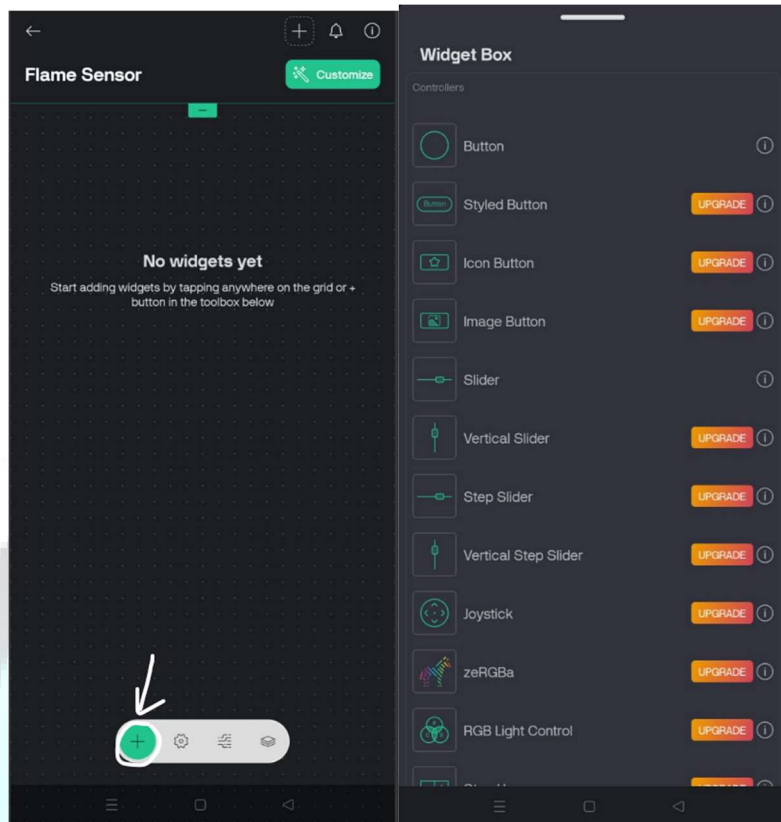 Flame Sensor
Customize
No widgets yet
Start adding widgets by tapping anywhere on the grid or +
button in the toolbox below
Widget Box
Controllers
Button
Button Styled Button UPGRADE
Icon Button UPGRADE
Image Button UPGRADE
Slider
Vertical Slider UPGRADE
Step Slider UPGRADE
Vertical Step Slider UPGRADE
Joystick UPGRADE
zeRGBa UPGRADE
RGB Light Control UPGRADE